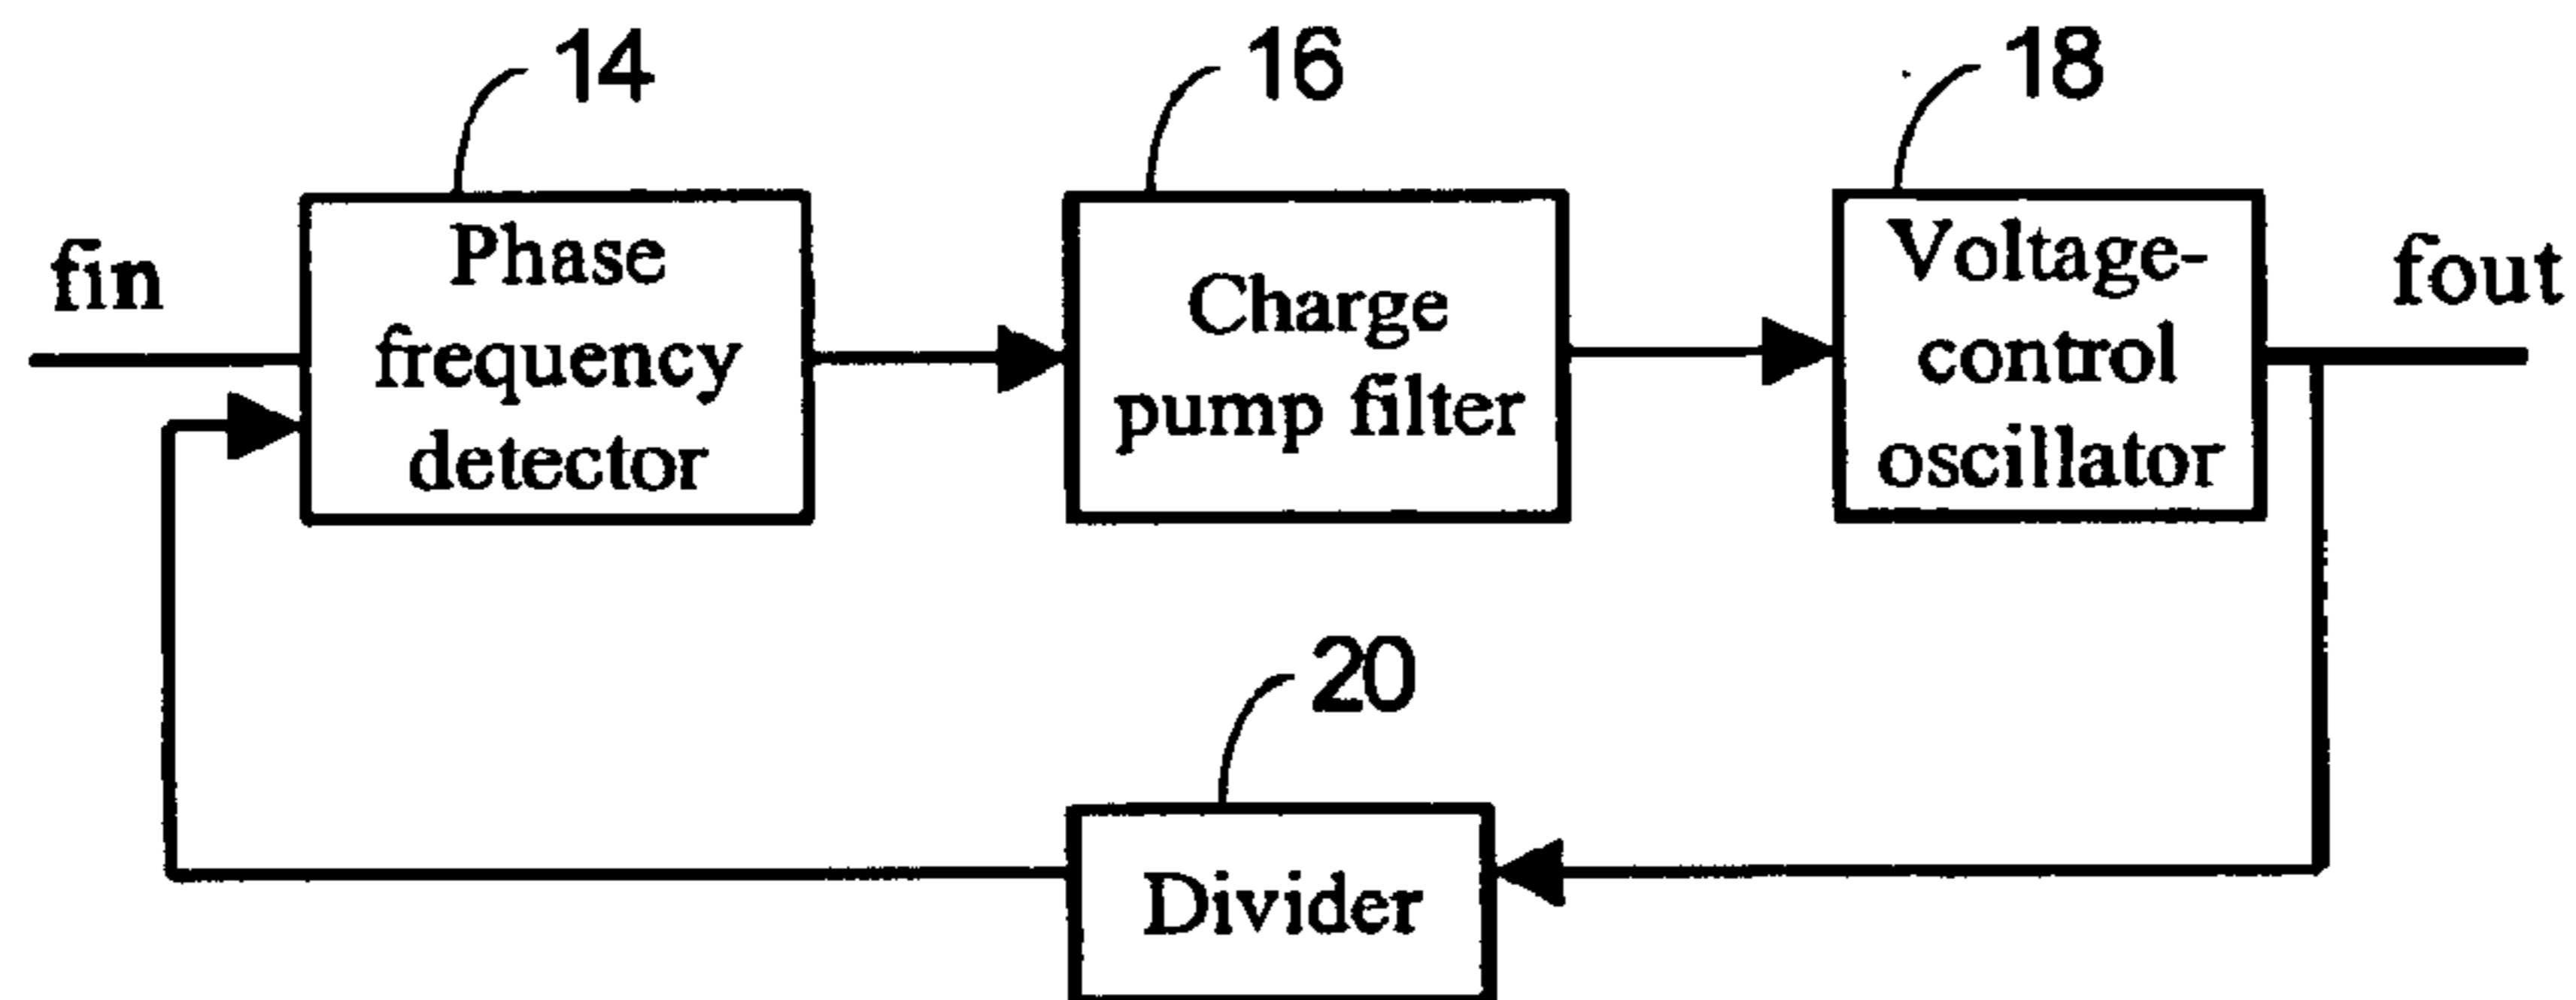 14
16
18
fin
Phase
frequency
detector
Charge
pump filter
Voltage-
control
oscillator
fout
20
Divider